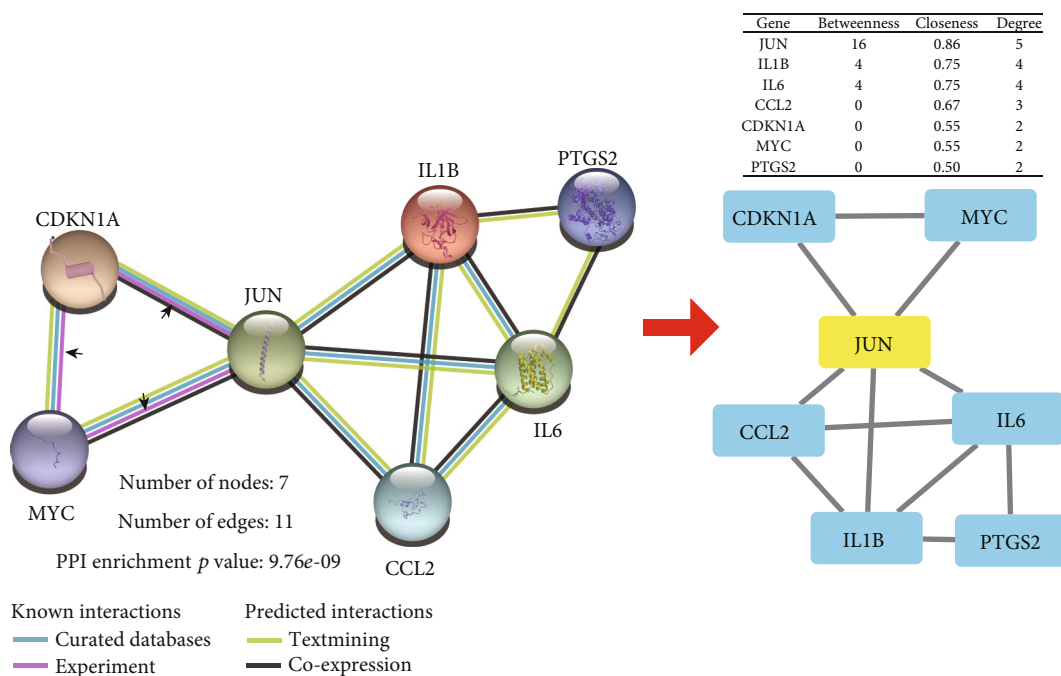 Gene Betweenness Closeness Degree
JUN 16 0.86 5
IL1B 4 0.75 4
IL6 4 0.75 4
CCL2 0 0.67 3
CDKN1A 0 0.55 2
MYC 0 0.55 2
PTGS2 0 0.50 2
PTGS2
IL1B
CDKN1A
JUN
IL6
MYC
CCL2
Number of nodes: 7
Number of edges: 11
PPI enrichment p value: 9.76e-09
Known interactions
Curated databases
Experiment
Predicted interactions
Textmining
Co-expression
CDKN1A
MYC
JUN
CCL2
IL6
IL1B
PTGS2